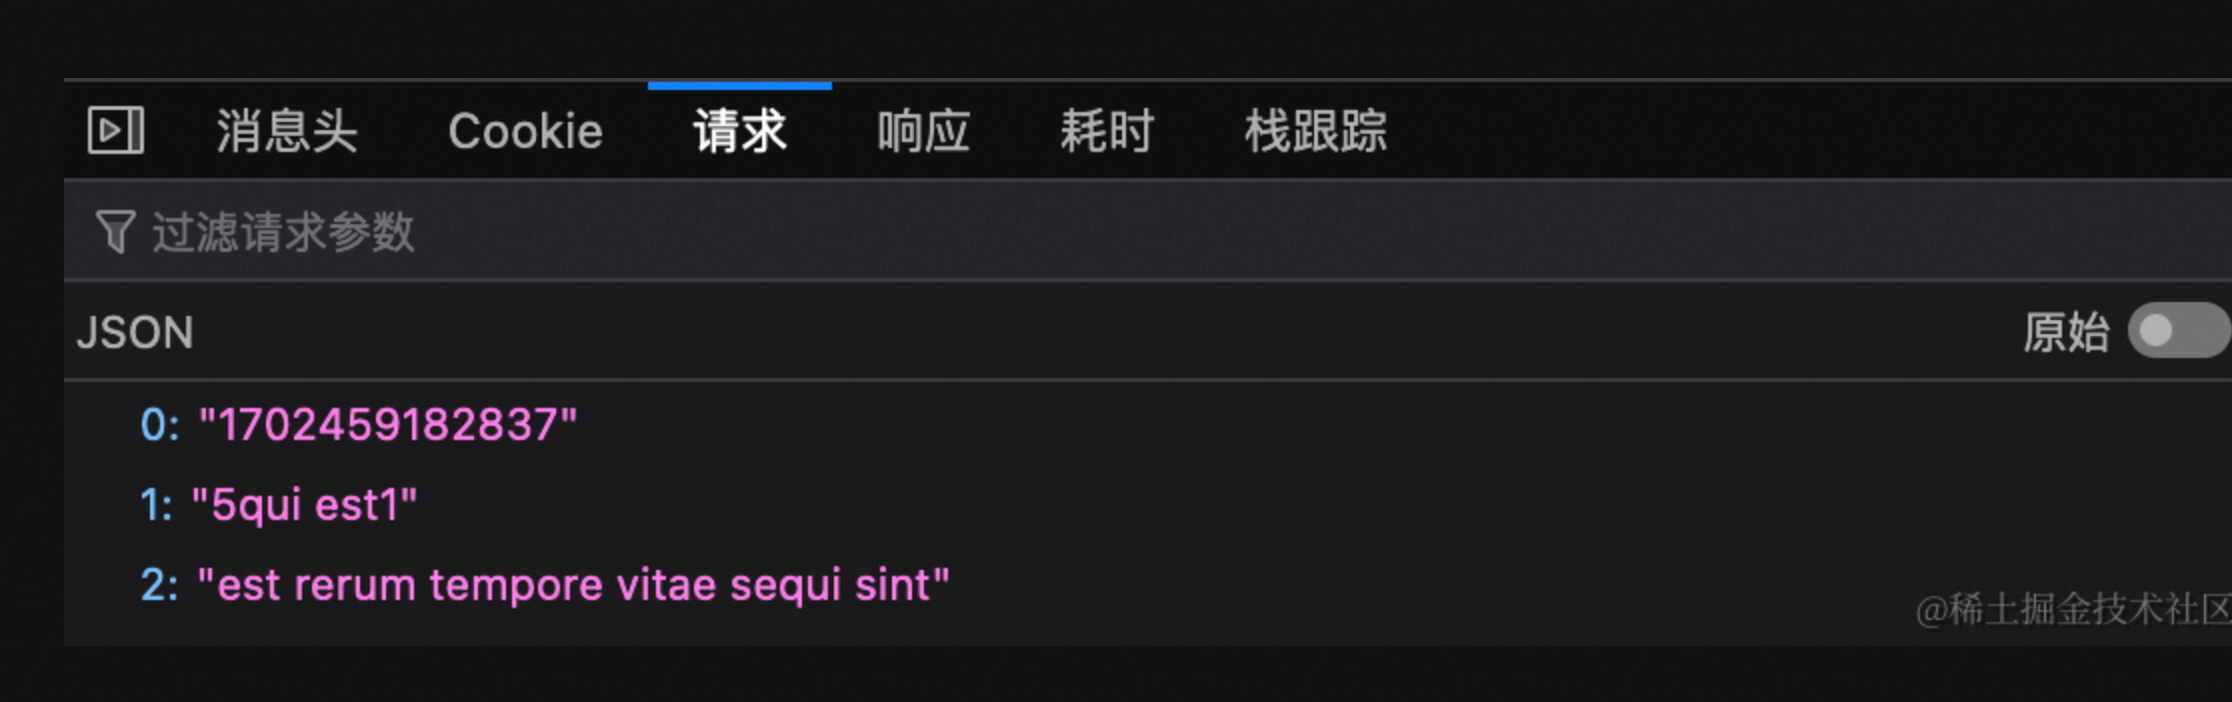 消息头 Cookie 请求 响应 耗时 栈跟踪
过滤请求参数
JSON 原始
0: "1702459182837"
1: "5qui est1"
2: "est rerum tempore vitae sequi sint"
@稀土掘金技术社区